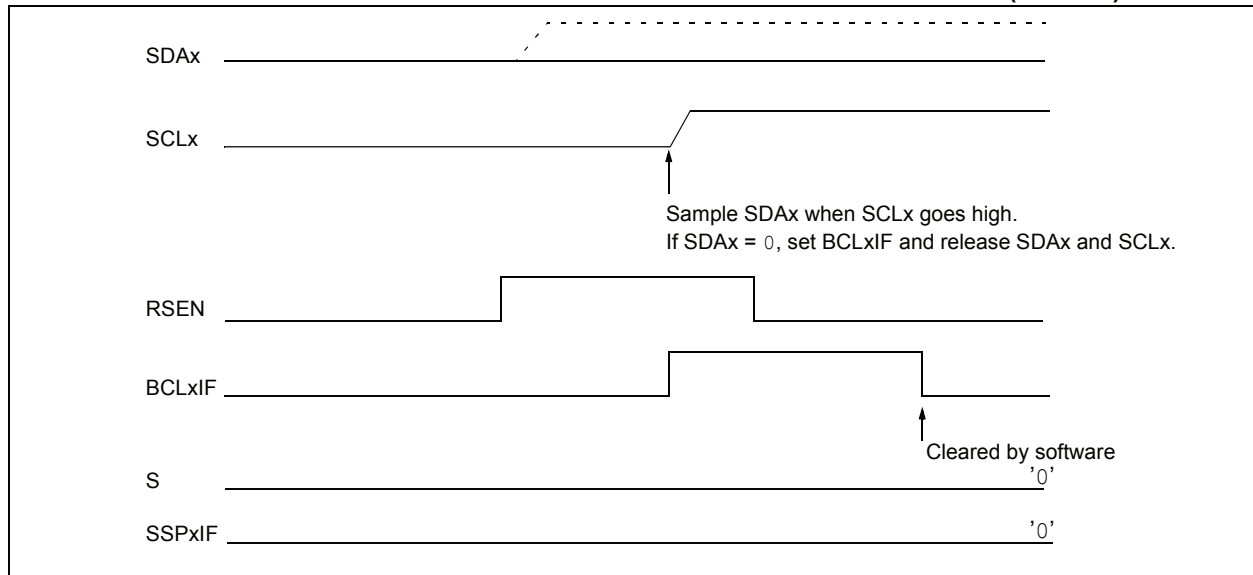 SDAx
SCLx
Sample SDAx when SCLx goes high.
If SDAx = 0, set BCLxIF and release SDAx and SCLx.
RSEN
BCLxIF
Cleared by software
S
'0'
SSPxIF
'0'